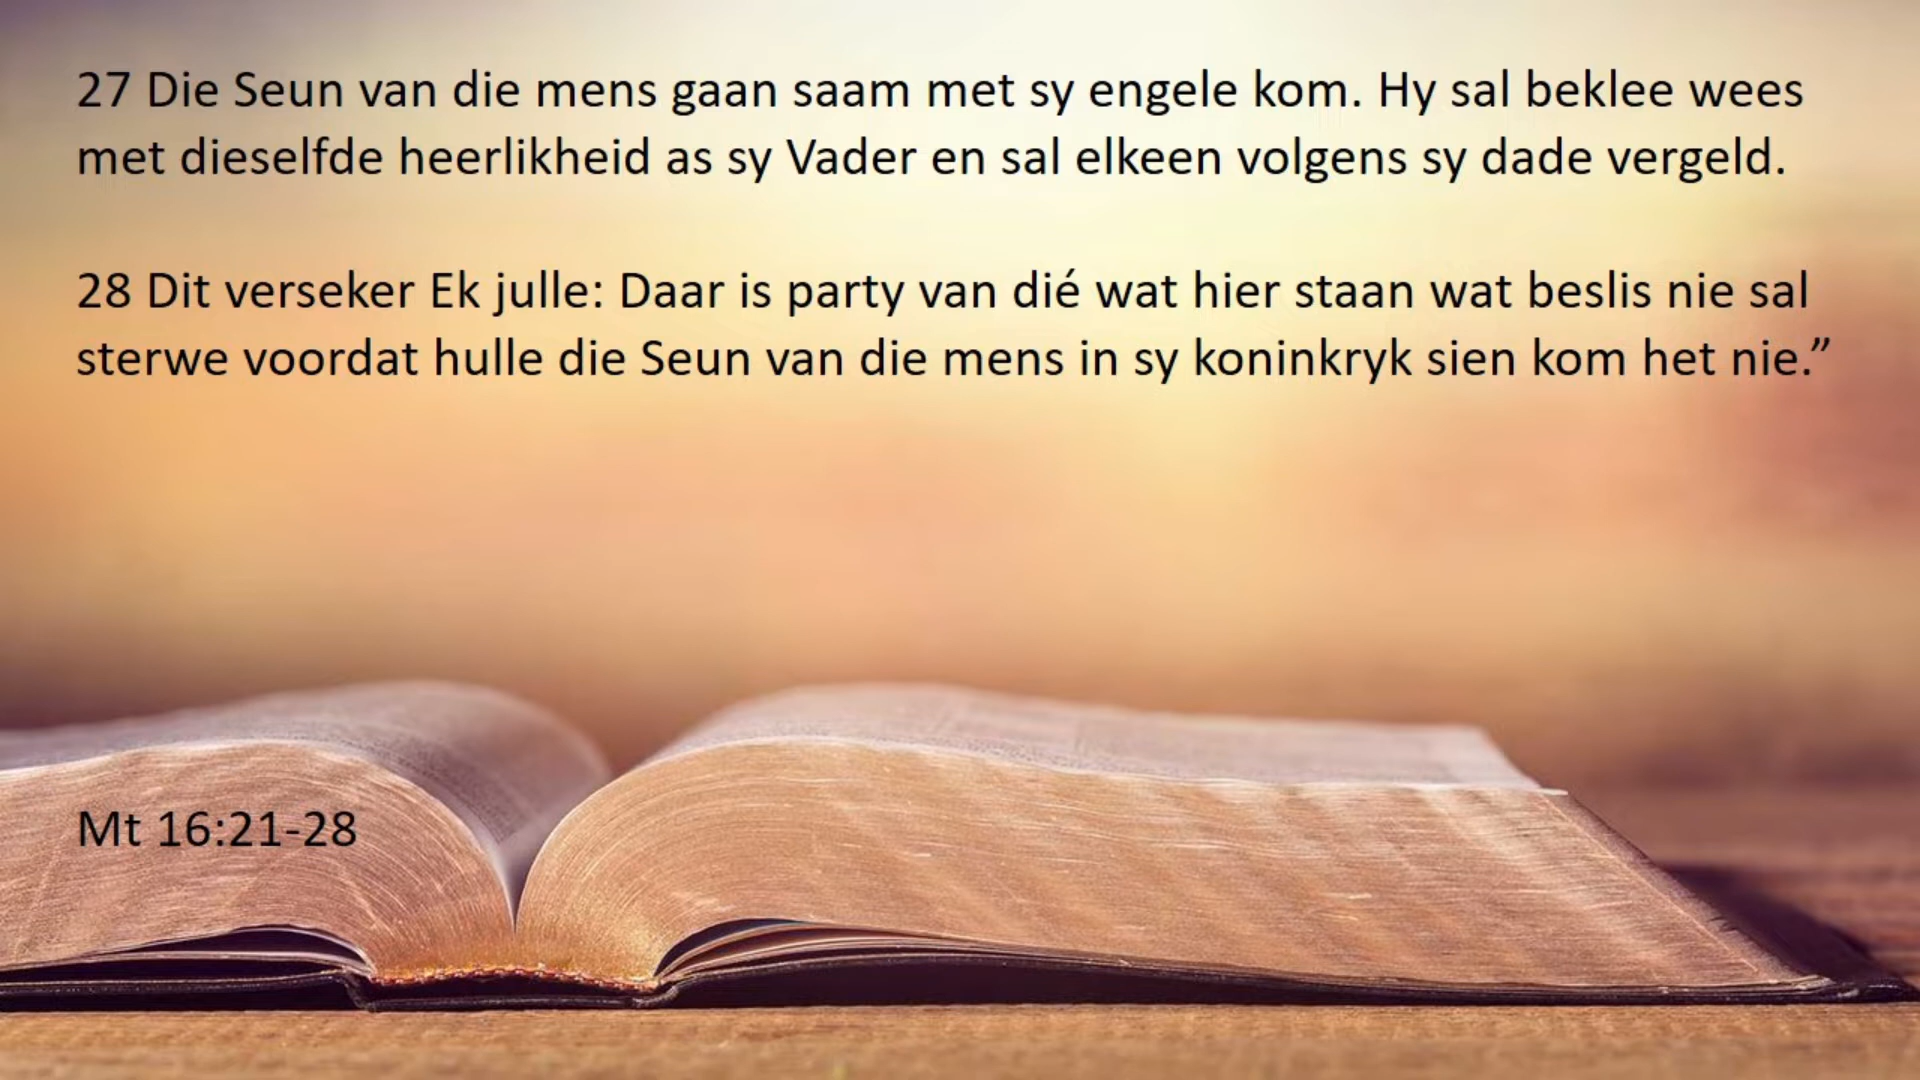 27 Die Seun van die mens gaan saam met sy engele kom. Hy sal beklee wees
met dieselfde heerlikheid as sy Vader en sal elkeen volgens sy dade vergeld.
28 Dit verseker Ek julle: Daar is party van dié wat hier staan wat beslis nie sal
sterwe voordat hulle die Seun van die mens in sy koninkryk sien kom het nie.”
Mt 16:21-28